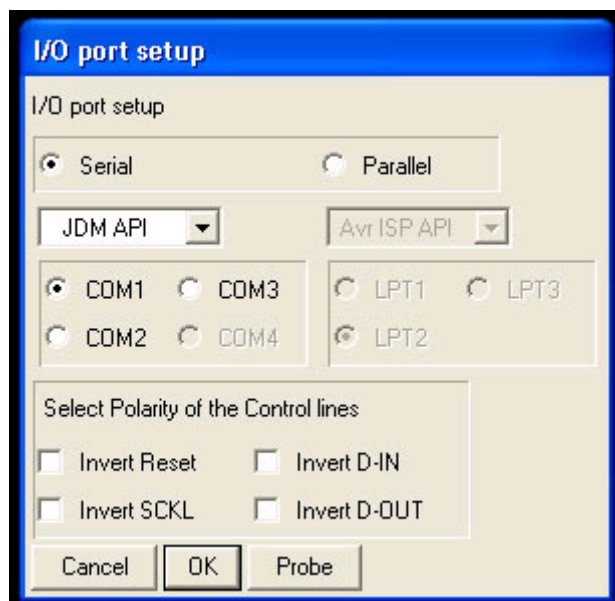 I/O port setup
I/O port setup
Serial Parallel
JDM API Avr ISP API
COM1 COM3 LPT1 LPT3
COM2 COM4 LPT2
Select Polarity of the Control lines
Invert Reset Invert D-IN
Invert SCKL Invert D-OUT
Cancel OK Probe